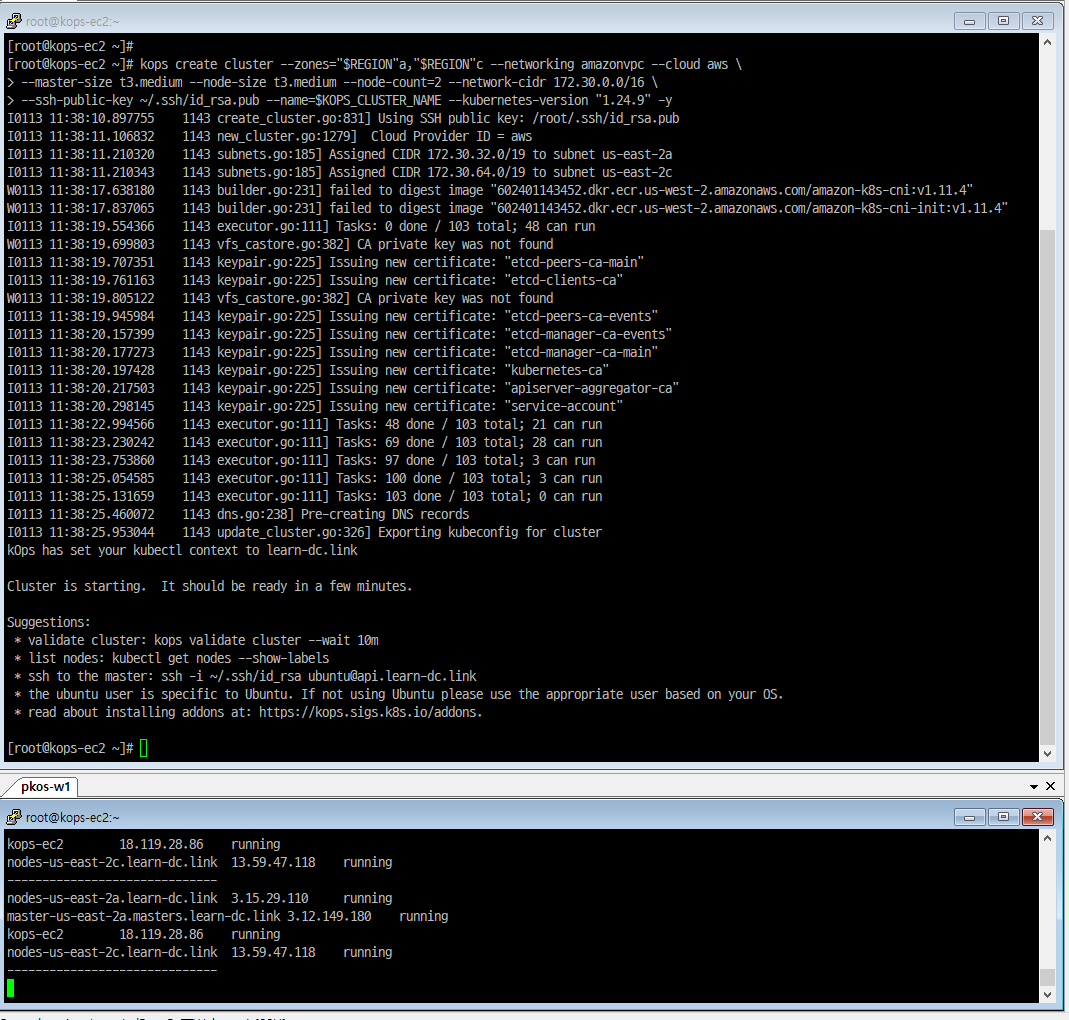 root@kops-ec2:~
[root@kops-ec2 ~]#
[root@kops-ec2 ~]# kops create cluster --zones="$REGION"a,"$REGION"c --networking amazonvpc --cloud aws \
> --master-size t3.medium --node-size t3.medium --node-count=2 --network-cidr 172.30.0.0/16 \
> --ssh-public-key ~/.ssh/id_rsa.pub --name=$KOPS_CLUSTER_NAME --kubernetes-version "1.24.9" -y
I0113 11:38:10.897755    1143 create_cluster.go:831] Using SSH public key: /root/.ssh/id_rsa.pub
I0113 11:38:11.106832    1143 new_cluster.go:1279]  Cloud Provider ID = aws
I0113 11:38:11.210320    1143 subnets.go:185] Assigned CIDR 172.30.32.0/19 to subnet us-east-2a
I0113 11:38:11.210343    1143 subnets.go:185] Assigned CIDR 172.30.64.0/19 to subnet us-east-2c
W0113 11:38:17.638180    1143 builder.go:231] failed to digest image "602401143452.dkr.ecr.us-west-2.amazonaws.com/amazon-k8s-cni:v1.11.4"
W0113 11:38:17.837065    1143 builder.go:231] failed to digest image "602401143452.dkr.ecr.us-west-2.amazonaws.com/amazon-k8s-cni-init:v1.11.4"
I0113 11:38:19.554366    1143 executor.go:111] Tasks: 0 done / 103 total; 48 can run
W0113 11:38:19.699803    1143 vfs_castore.go:382] CA private key was not found
I0113 11:38:19.707351    1143 keypair.go:225] Issuing new certificate: "etcd-peers-ca-main"
I0113 11:38:19.761163    1143 keypair.go:225] Issuing new certificate: "etcd-clients-ca"
W0113 11:38:19.805122    1143 vfs_castore.go:382] CA private key was not found
I0113 11:38:19.945984    1143 keypair.go:225] Issuing new certificate: "etcd-peers-ca-events"
I0113 11:38:20.157399    1143 keypair.go:225] Issuing new certificate: "etcd-manager-ca-events"
I0113 11:38:20.177273    1143 keypair.go:225] Issuing new certificate: "etcd-manager-ca-main"
I0113 11:38:20.197428    1143 keypair.go:225] Issuing new certificate: "kubernetes-ca"
I0113 11:38:20.217503    1143 keypair.go:225] Issuing new certificate: "apiserver-aggregator-ca"
I0113 11:38:20.298145    1143 keypair.go:225] Issuing new certificate: "service-account"
I0113 11:38:22.994566    1143 executor.go:111] Tasks: 48 done / 103 total; 21 can run
I0113 11:38:23.230242    1143 executor.go:111] Tasks: 69 done / 103 total; 28 can run
I0113 11:38:23.753860    1143 executor.go:111] Tasks: 97 done / 103 total; 3 can run
I0113 11:38:25.054585    1143 executor.go:111] Tasks: 100 done / 103 total; 3 can run
I0113 11:38:25.131659    1143 executor.go:111] Tasks: 103 done / 103 total; 0 can run
I0113 11:38:25.460072    1143 dns.go:238] Pre-creating DNS records
I0113 11:38:25.953044    1143 update_cluster.go:326] Exporting kubeconfig for cluster
kOps has set your kubectl context to learn-dc.link
Cluster is starting.  It should be ready in a few minutes.
Suggestions:
 * validate cluster: kops validate cluster --wait 10m
 * list nodes: kubectl get nodes --show-labels
 * ssh to the master: ssh -i ~/.ssh/id_rsa ubuntu@api.learn-dc.link
 * the ubuntu user is specific to Ubuntu. If not using Ubuntu please use the appropriate user based on your OS.
 * read about installing addons at: https://kops.sigs.k8s.io/addons.
[root@kops-ec2 ~]#
pkos-w1
root@kops-ec2:~
kops-ec2        18.119.28.86    running
nodes-us-east-2c.learn-dc.link  13.59.47.118    running
------------------------------
nodes-us-east-2a.learn-dc.link  3.15.29.110     running
master-us-east-2a.masters.learn-dc.link 3.12.149.180    running
kops-ec2        18.119.28.86    running
nodes-us-east-2c.learn-dc.link  13.59.47.118    running
------------------------------